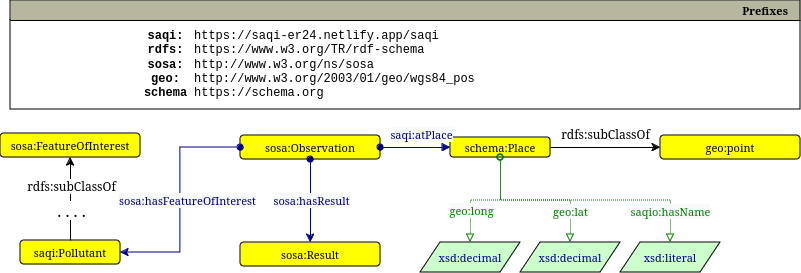 Prefixes
saqi: https://saqi-er24.netlify.app/saqi
rdfs: https://www.w3.org/TR/rdf-schema
sosa: http://www.w3.org/ns/sosa
geo: http://www.w3.org/2003/01/geo/wgs84_pos
schema https://schema.org
saqi:atPlace
rdfs:subClassOf
sosa:FeatureOfInterest
sosa:Observation
schema:Place
geo:point
rdfs:subClassOf
sosa:hasFeatureOfInterest
sosa:hasResult
geo:long
geo:lat
saqio:hasName
. . . .
saqi:Pollutant
sosa:Result
xsd:decimal
xsd:decimal
xsd:literal